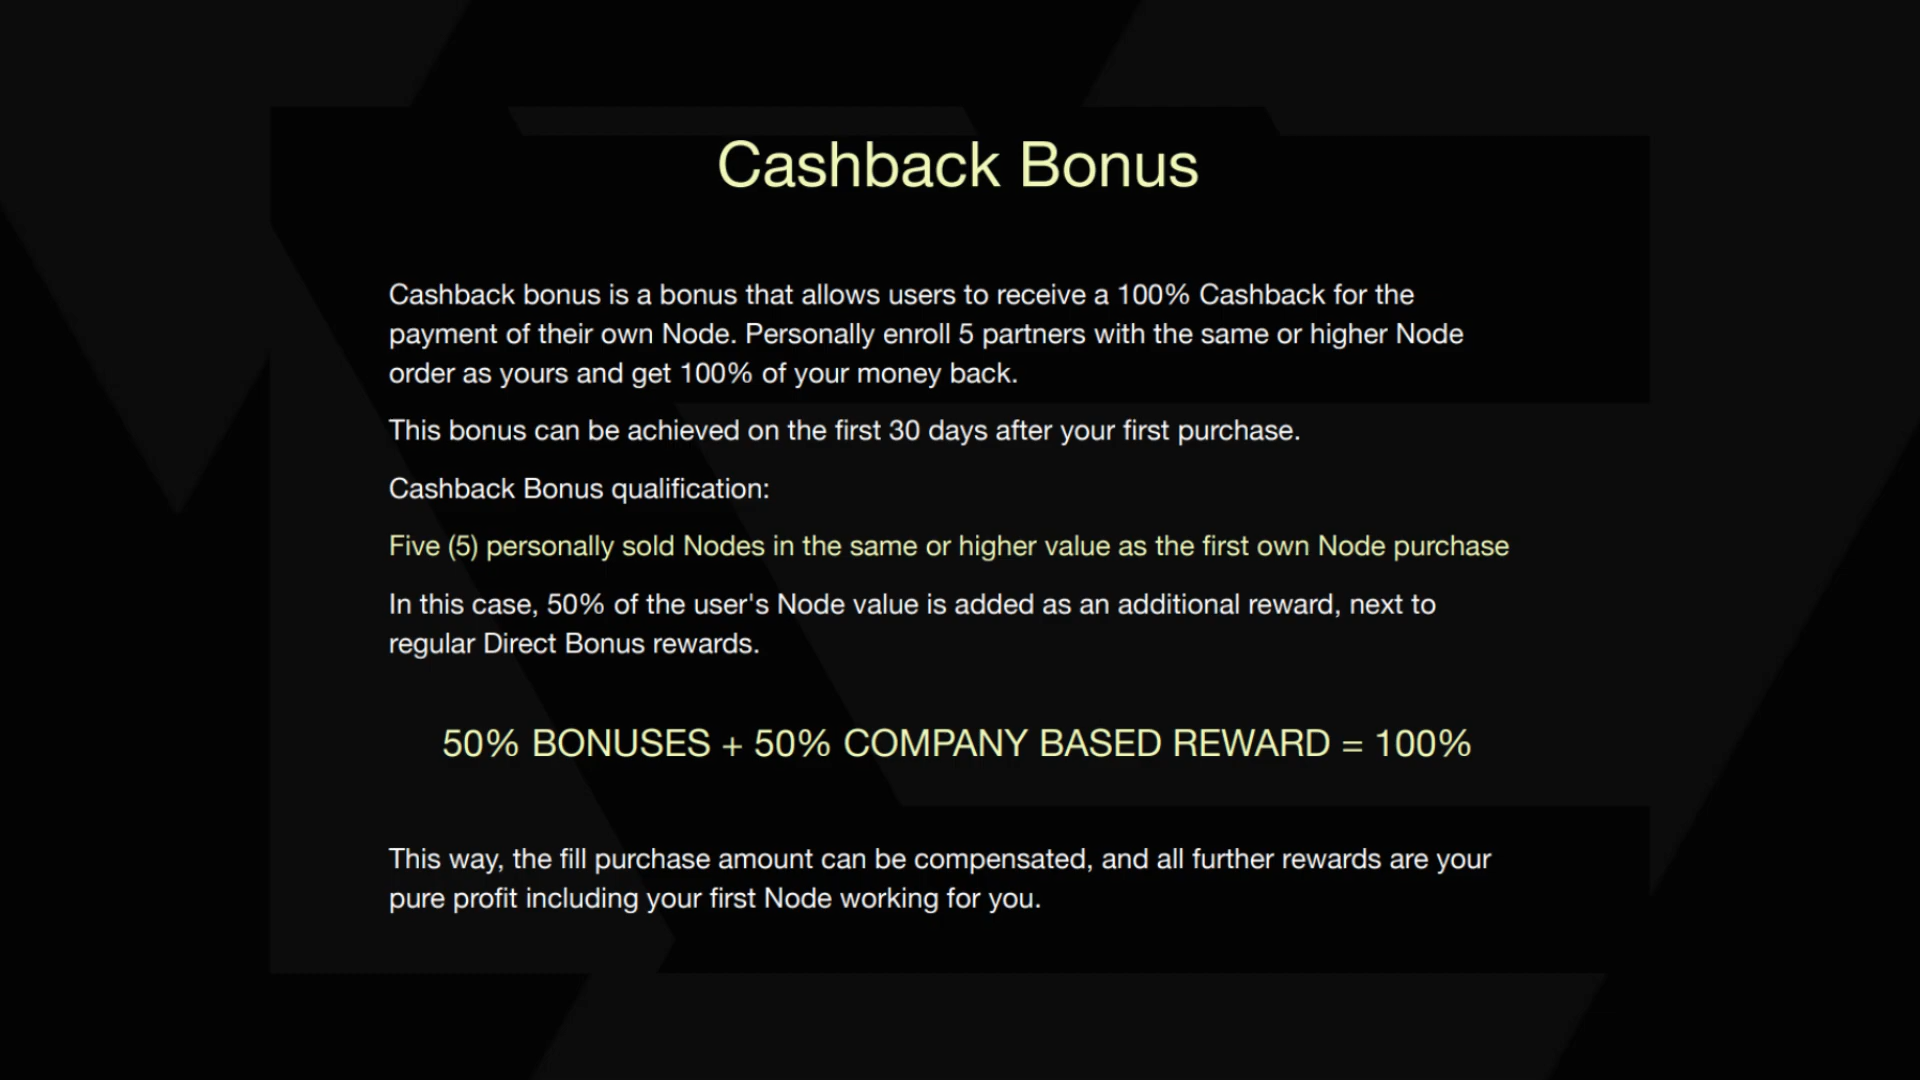 Cashback Bonus
Cashback bonus is a bonus that allows users to receive a 100% Cashback for the
payment of their own Node. Personally enroll 5 partners with the same or higher Node
order as yours and get 100% of your money back.
This bonus can be achieved on the first 30 days after your first purchase.
Cashback Bonus qualification:
Five (5) personally sold Nodes in the same or higher value as the first own Node purchase
In this case, 50% of the user's Node value is added as an additional reward, next to
regular Direct Bonus rewards.
50% BONUSES + 50% COMPANY BASED REWARD = 100%
This way, the fill purchase amount can be compensated, and all further rewards are your
pure profit including your first Node working for you.